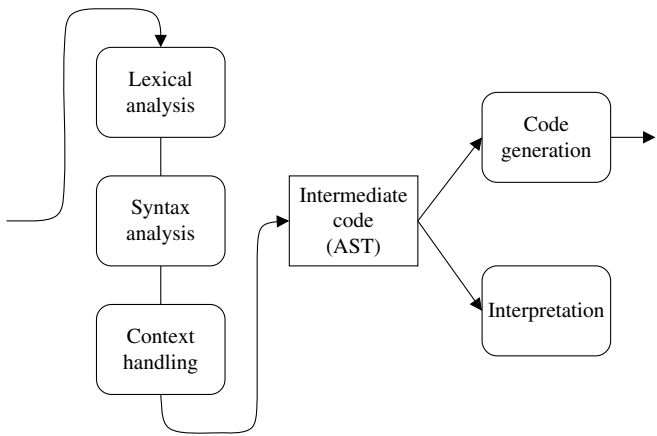 Lexical
analysis
Syntax
analysis
Context
handling
Intermediate
code
(AST)
Code
generation
Interpretation